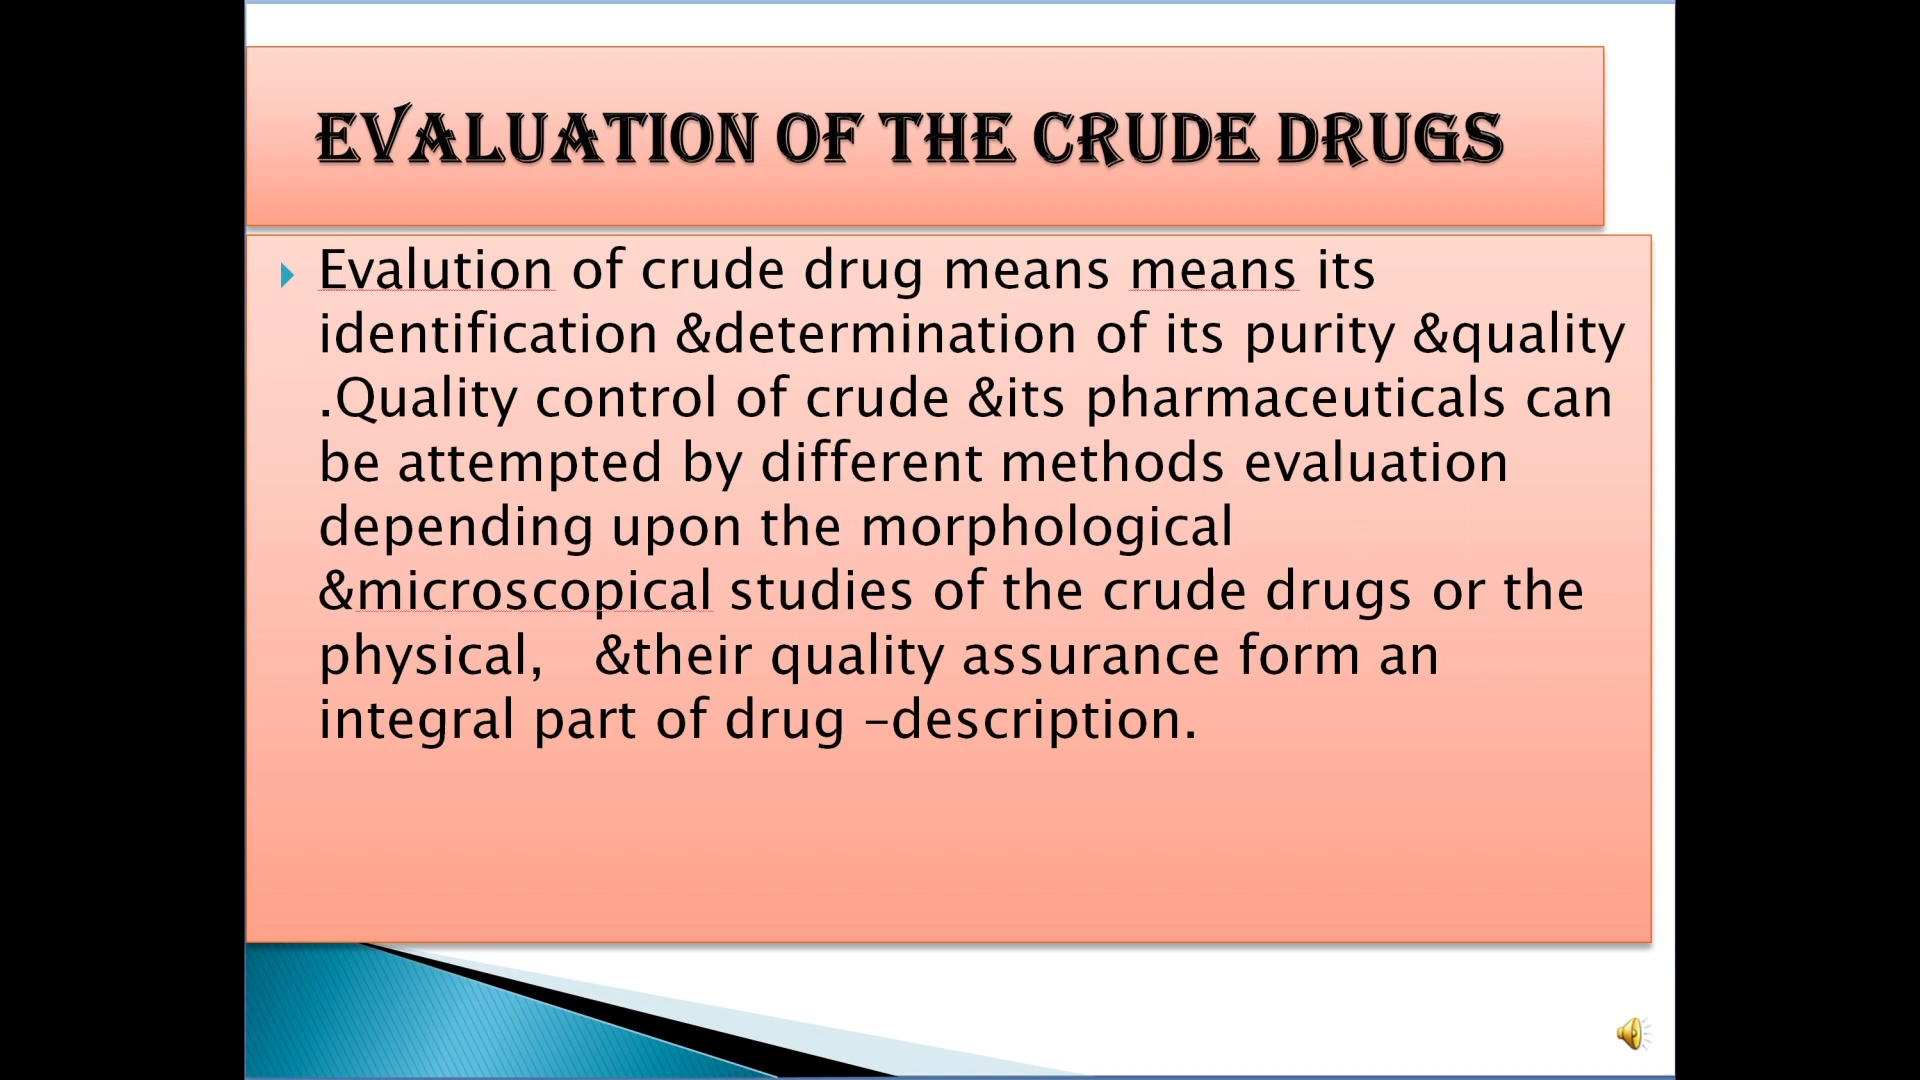 EVALUATION OF THE CRUDE DRUGS
Evalution of crude drug means means its
identification &determination of its purity &quality
.Quality control of crude &its pharmaceuticals can
be attempted by different methods evaluation
depending upon the morphological
&microscopical studies of the crude drugs or the
physical,   &their quality assurance form an
integral part of drug –description.